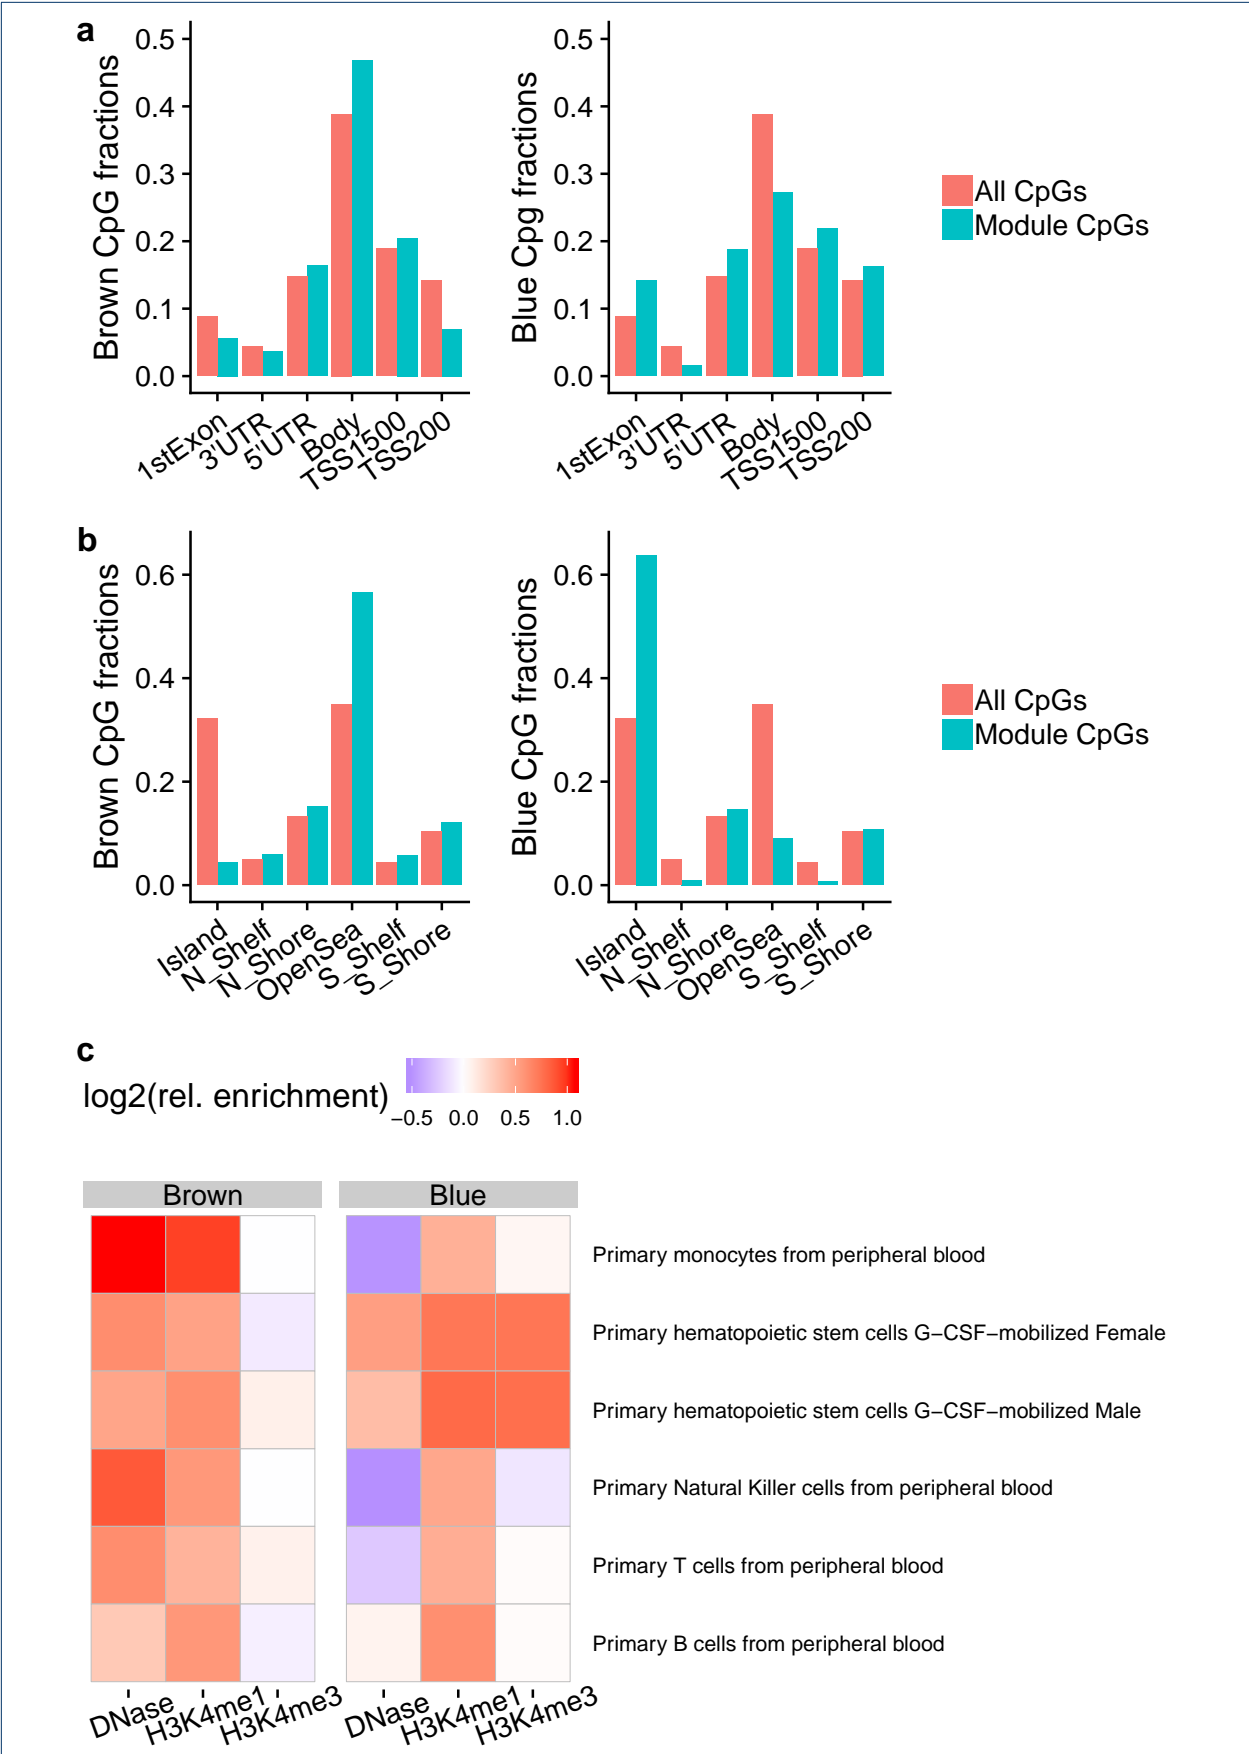 a
Brown CpG fractions
0.5
0.4
0.3
0.2
0.1
0.0
1stExon
3'UTR
5'UTR
Body
TSS1500
TSS200
Blue Cpg fractions
0.5
0.4
0.3
0.2
0.1
0.0
1stExon
3'UTR
5'UTR
Body
TSS1500
TSS200
All CpGs
Module CpGs
b
Brown CpG fractions
0.6
0.4
0.2
0.0
Island
N_Shelf
N_Shore
OpenSea
S_Shelf
S_Shore
Blue CpG fractions
0.6
0.4
0.2
0.0
Island
N_Shelf
N_Shore
OpenSea
S_Shelf
S_Shore
All CpGs
Module CpGs
c
log2(rel. enrichment)
−0.5 0.0 0.5 1.0
Brown
Blue
Primary monocytes from peripheral blood
Primary hematopoietic stem cells G−CSF−mobilized Female
Primary hematopoietic stem cells G−CSF−mobilized Male
Primary Natural Killer cells from peripheral blood
Primary T cells from peripheral blood
Primary B cells from peripheral blood
DNase
H3K4me1
H3K4me3
DNase
H3K4me1
H3K4me3